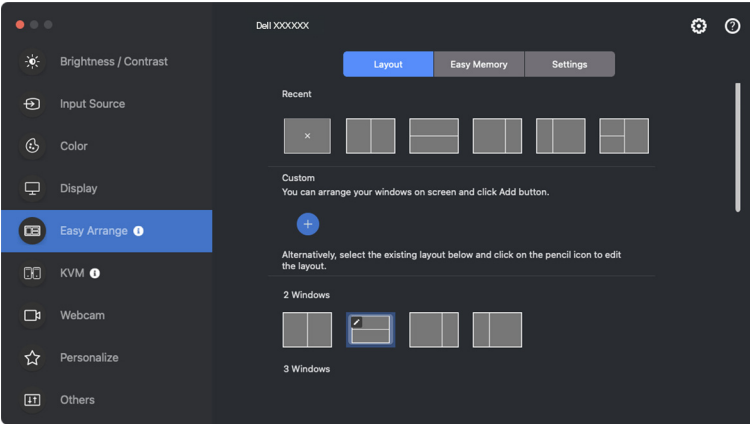 Dell XXXXXX
Brightness / Contrast
Input Source
Color
Display
Easy Arrange
KVM
Webcam
Personalize
Others
Layout
Easy Memory
Settings
Recent
Custom
You can arrange your windows on screen and click Add button.
Alternatively, select the existing layout below and click on the pencil icon to edit
the layout.
2 Windows
3 Windows